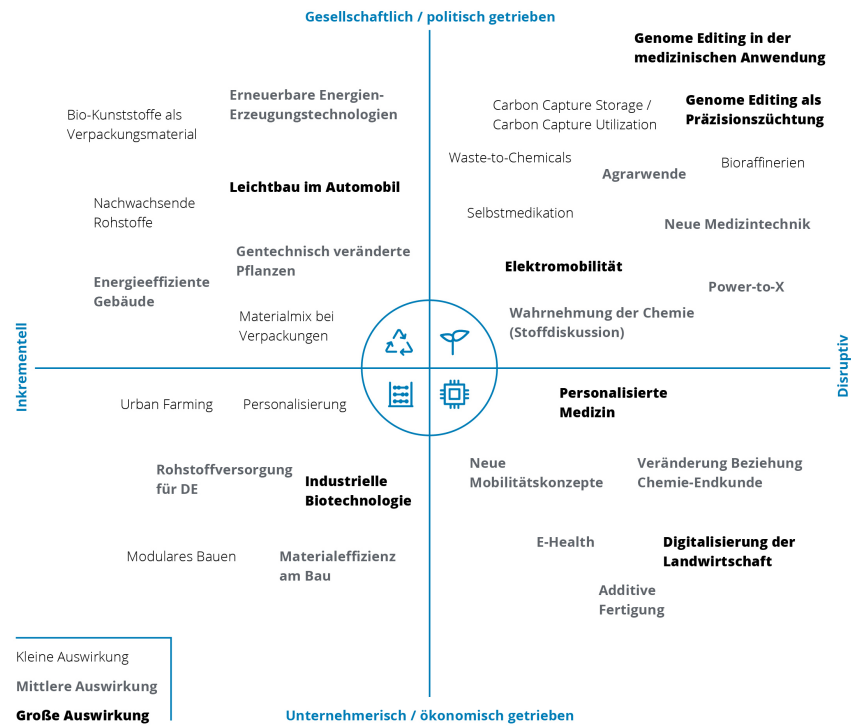 Gesellschaftlich / politisch getrieben
Genome Editing in der
medizinischen Anwendung
Erneuerbare Energien-
Erzeugungstechnologien
Bio-Kunststoffe als
Verpackungsmaterial
Carbon Capture Storage /
Carbon Capture Utilization
Genome Editing als
Präzisionszüchtung
Waste-to-Chemicals
Agrarwende
Bioraffinerien
Leichtbau im Automobil
Nachwachsende
Rohstoffe
Selbstmedikation
Neue Medizintechnik
Gentechnisch veränderte
Pflanzen
Elektromobilität
Energieeffiziente
Gebäude
Power-to-X
Materialmix bei
Verpackungen
Wahrnehmung der Chemie
(Stoffdiskussion)
Inkrementell
Disruptiv
Urban Farming
Personalisierung
Personalisierte
Medizin
Rohstoffversorgung
für DE
Industrielle
Biotechnologie
Neue
Mobilitätskonzepte
Veränderung Beziehung
Chemie-Endkunde
Modulares Bauen
Materialeffizienz
am Bau
E-Health
Digitalisierung der
Landwirtschaft
Additive
Fertigung
Kleine Auswirkung
Mittlere Auswirkung
Große Auswirkung
Unternehmerisch / ökonomisch getrieben